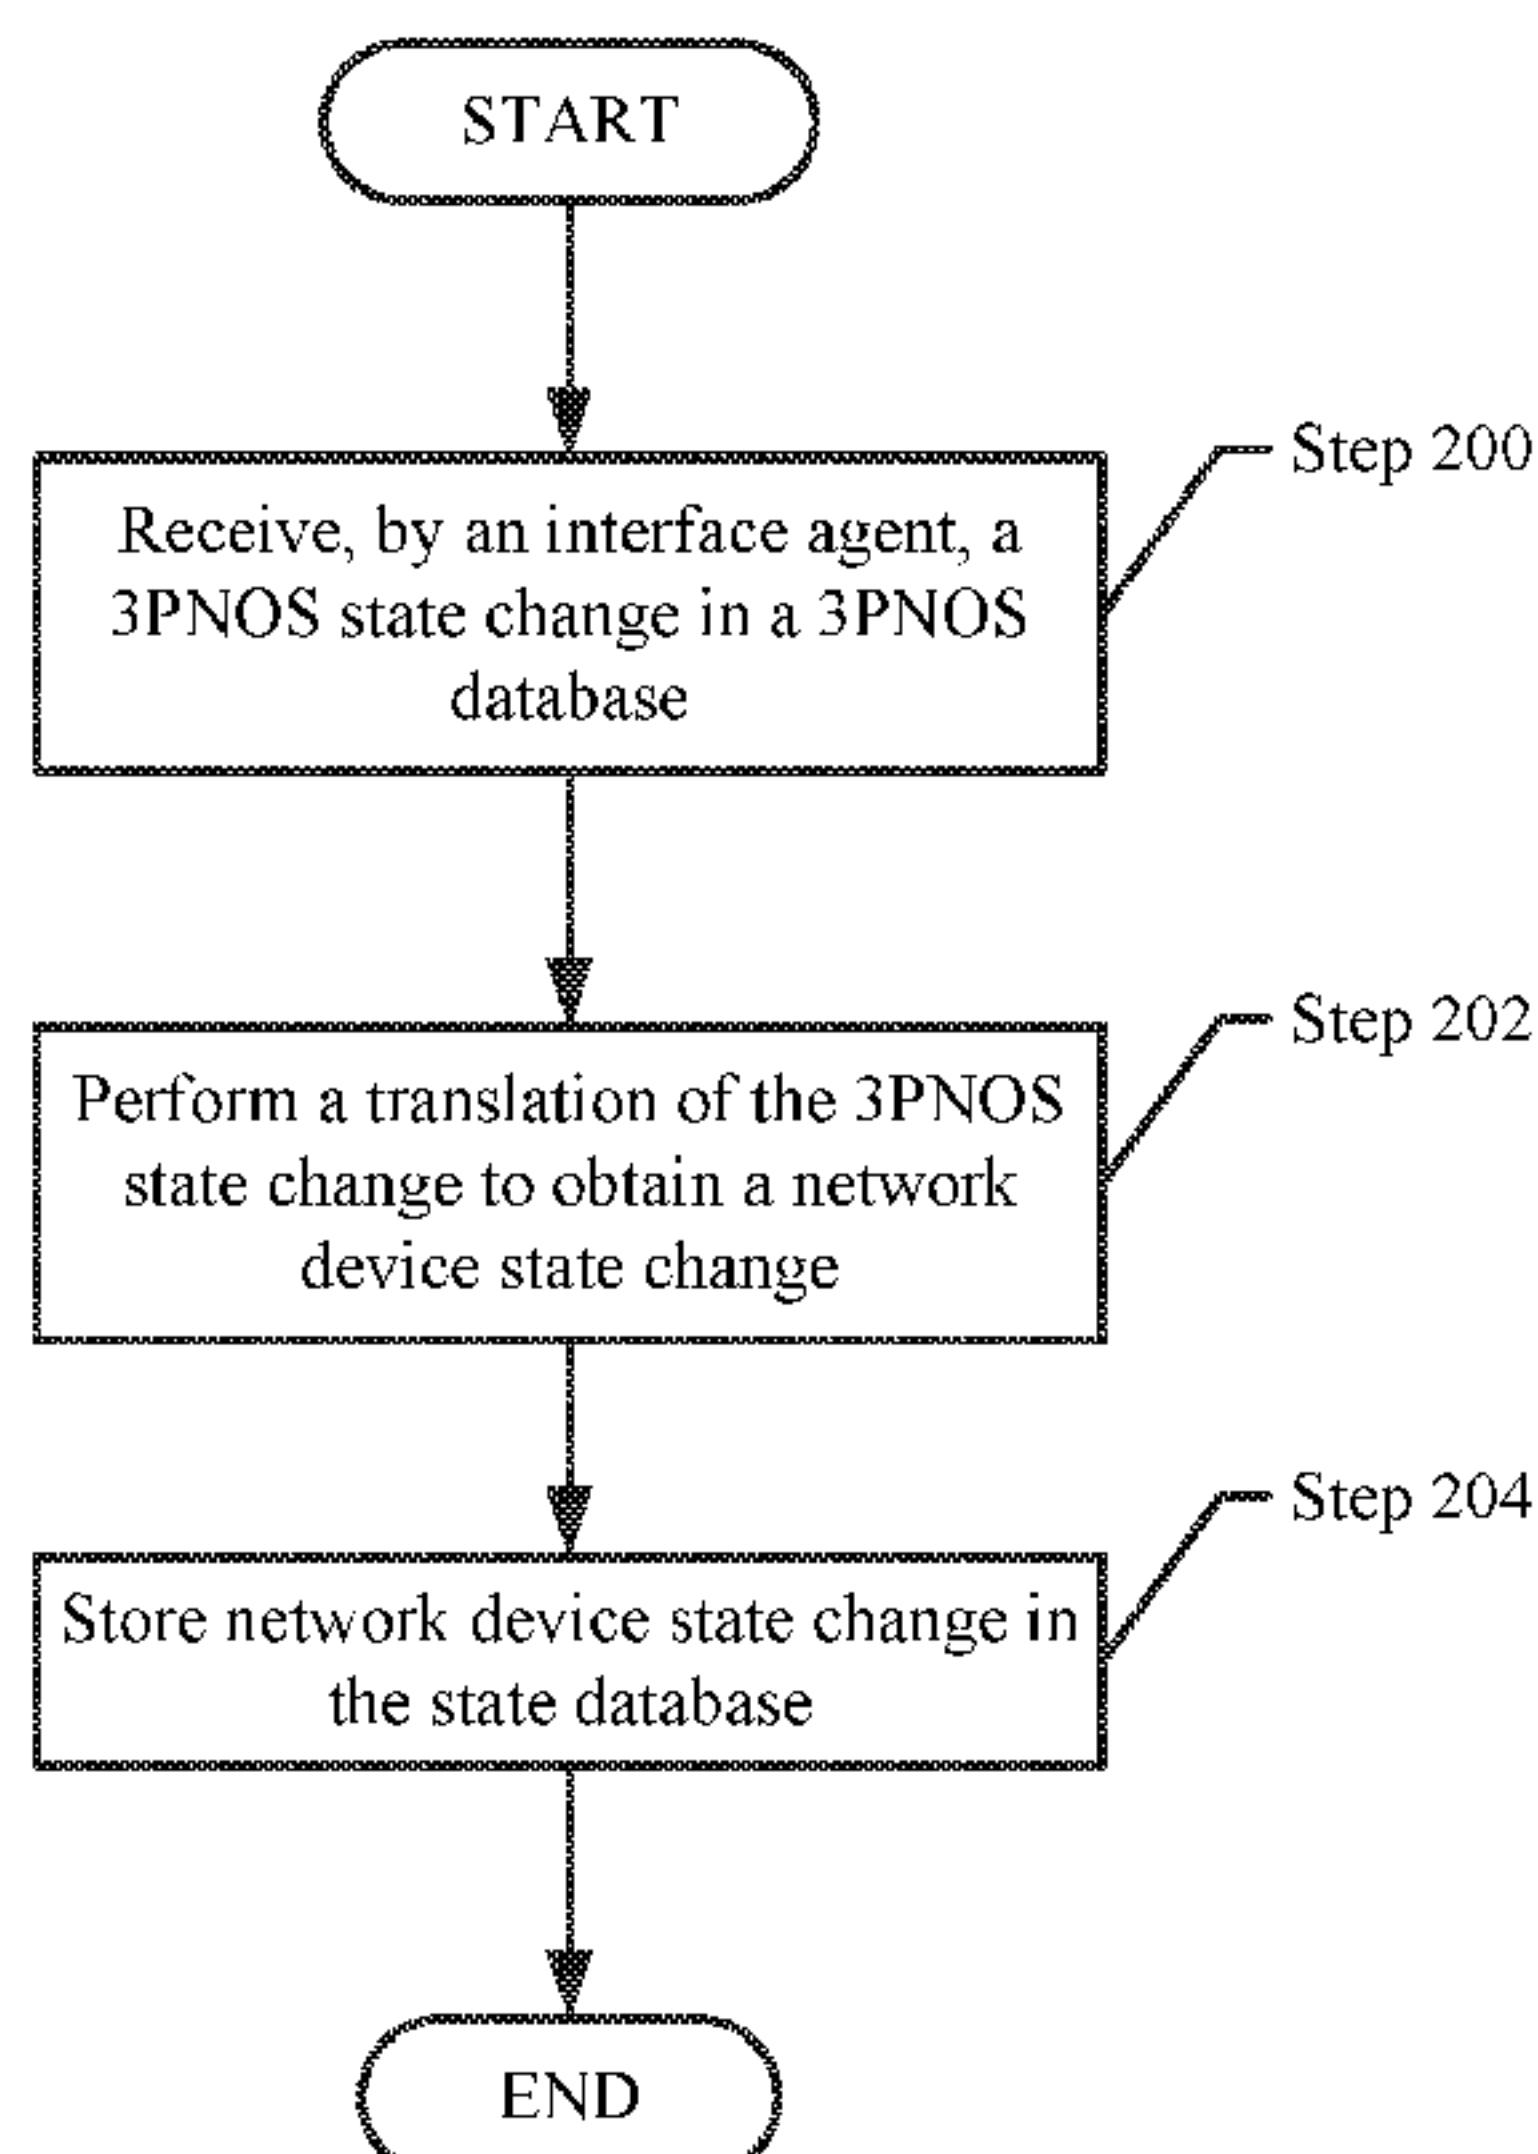 START
Step 200
Receive, by an interface agent, a
3PNOS state change in a 3PNOS
database
Step 202
Perform a translation of the 3PNOS
state change to obtain a network
device state change
Step 204
Store network device state change in
the state database
END